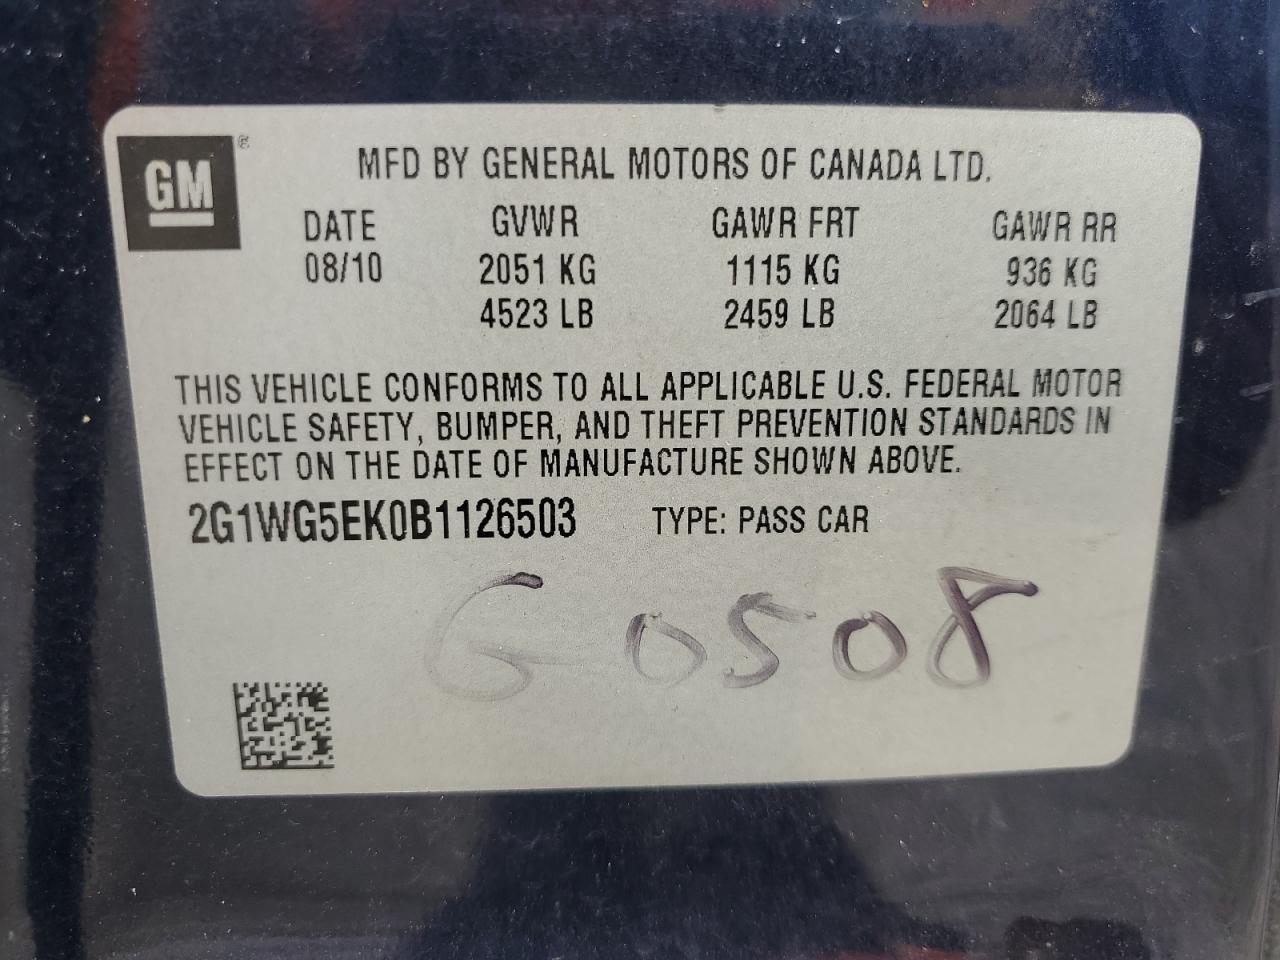 GM ®
MFD BY GENERAL MOTORS OF CANADA LTD.
DATE GVWR GAWR FRT GAWR RR
08/10 2051 KG 1115 KG 936 KG
4523 LB 2459 LB 2064 LB
THIS VEHICLE CONFORMS TO ALL APPLICABLE U.S. FEDERAL MOTOR
VEHICLE SAFETY, BUMPER, AND THEFT PREVENTION STANDARDS IN
EFFECT ON THE DATE OF MANUFACTURE SHOWN ABOVE.
2G1WG5EK0B1126503 TYPE: PASS CAR
G0508